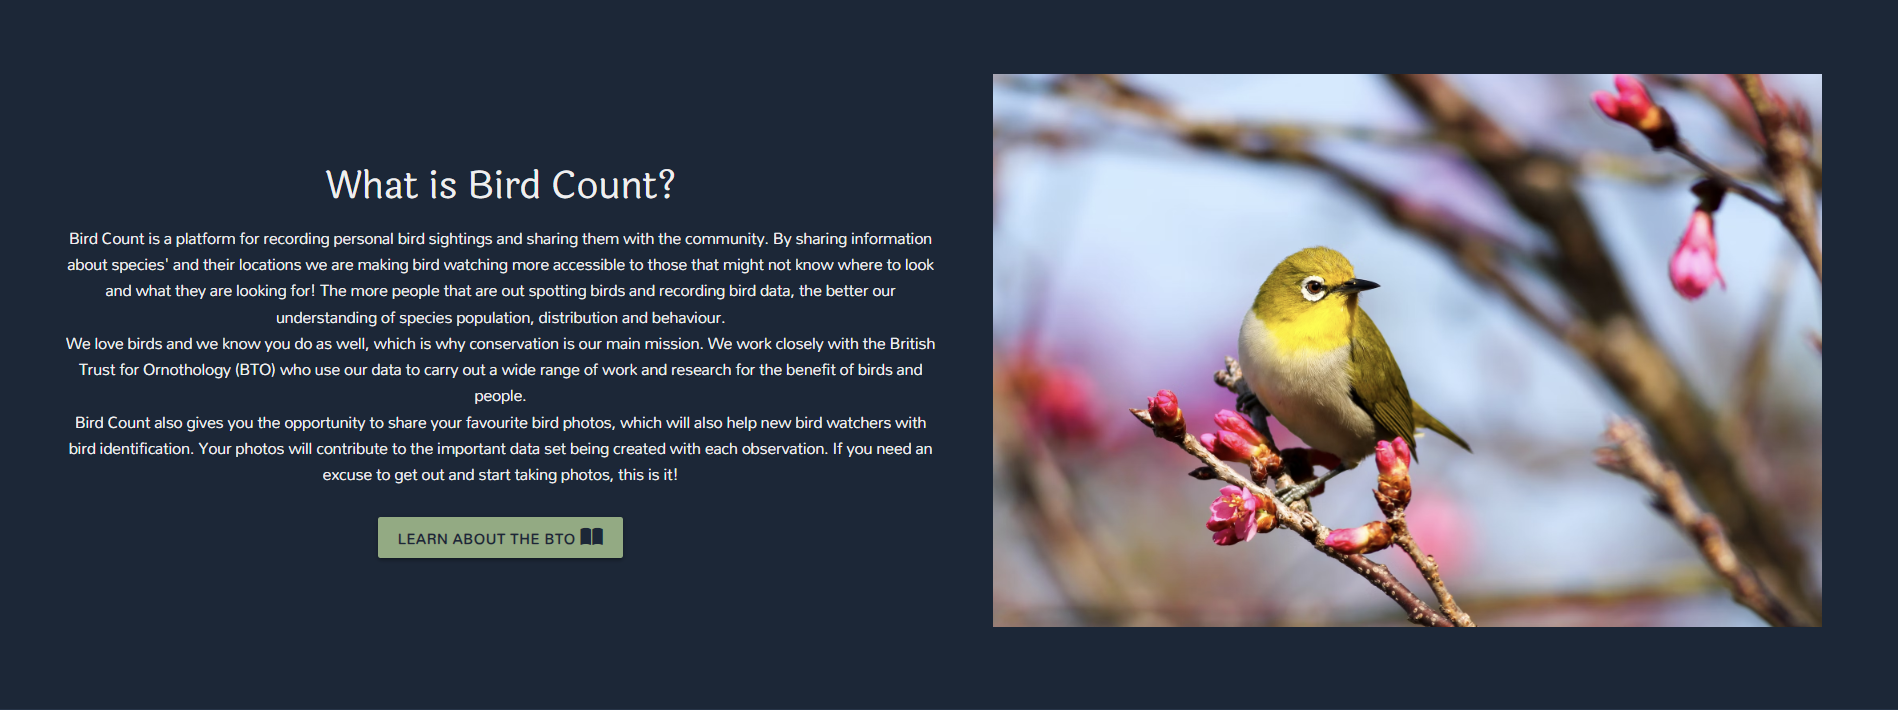 What is Bird Count?
Bird Count is a platform for recording personal bird sightings and sharing them with the community. By sharing information
about species' and their locations we are making bird watching more accessible to those that might not know where to look
and what they are looking for! The more people that are out spotting birds and recording bird data, the better our
understanding of species population, distribution and behaviour.
We love birds and we know you do as well, which is why conservation is our main mission. We work closely with the British
Trust for Ornothology (BTO) who use our data to carry out a wide range of work and research for the benefit of birds and
people.
Bird Count also gives you the opportunity to share your favourite bird photos, which will also help new bird watchers with
bird identification. Your photos will contribute to the important data set being created with each observation. If you need an
excuse to get out and start taking photos, this is it!
LEARN ABOUT THE BTO